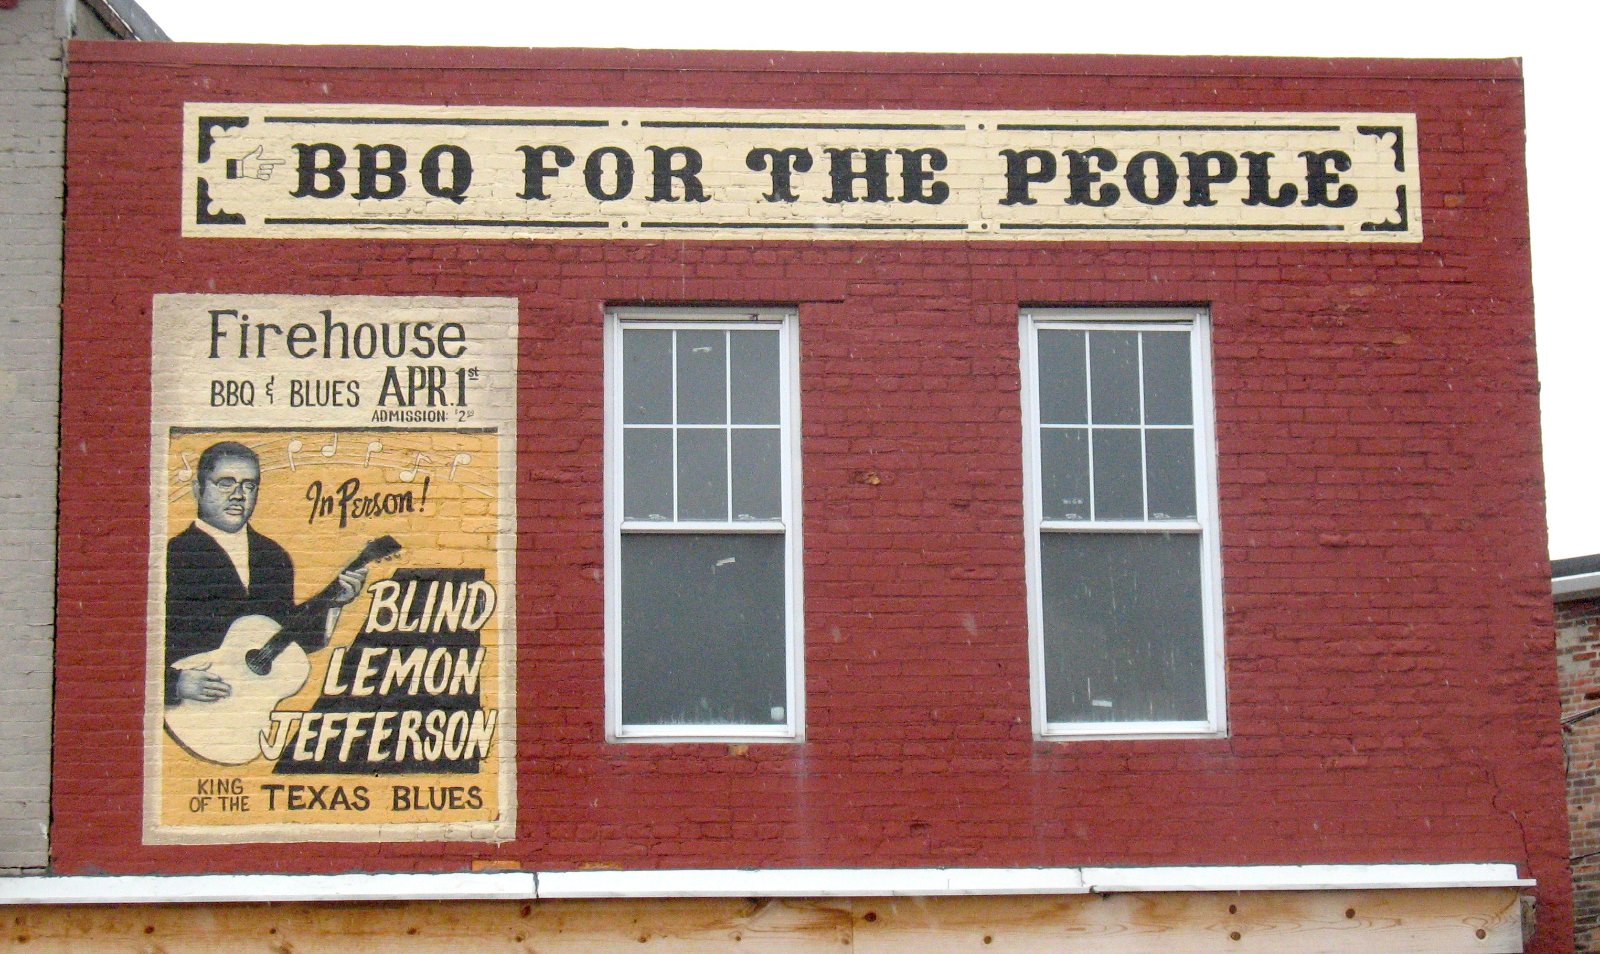 BBQ FOR THE PEOPLE
Firehouse
BBQ & BLUES APR. 1st
ADMISSION: $2.00
In Person!
BLIND
LEMON
JEFFERSON
KING
OF THE TEXAS BLUES